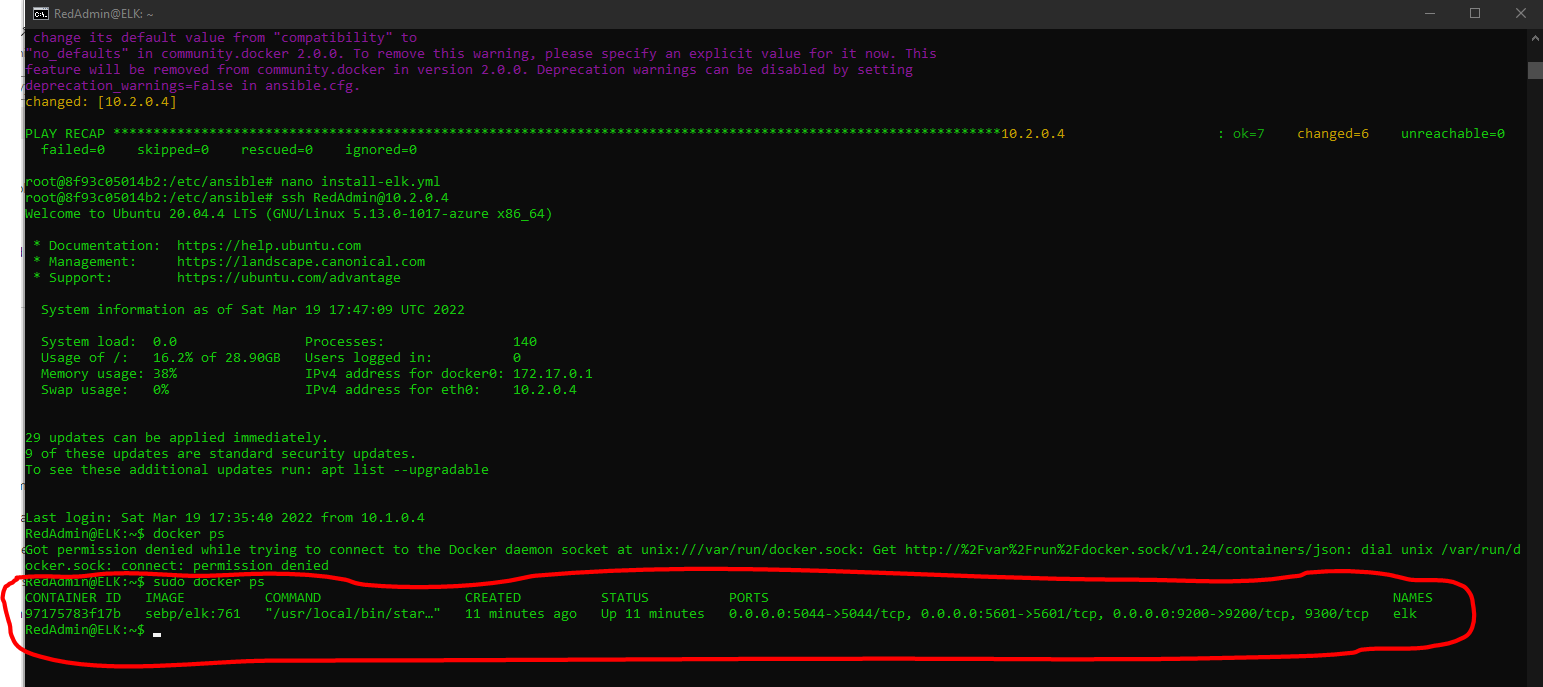 RedAdmin@ELK: ~
change its default value from "compatibility" to
"no_defaults" in community.docker 2.0.0. To remove this warning, please specify an explicit value for it now. This
feature will be removed from community.docker in version 2.0.0. Deprecation warnings can be disabled by setting
deprecation_warnings=False in ansible.cfg.
changed: [10.2.0.4]
PLAY RECAP ***************************************************************************************************************10.2.0.4 : ok=7 changed=6 unreachable=0
failed=0 skipped=0 rescued=0 ignored=0
root@8f93c05014b2:/etc/ansible# nano install-elk.yml
root@8f93c05014b2:/etc/ansible# ssh RedAdmin@10.2.0.4
Welcome to Ubuntu 20.04.4 LTS (GNU/Linux 5.13.0-1017-azure x86_64)
* Documentation: https://help.ubuntu.com
* Management: https://landscape.canonical.com
* Support: https://ubuntu.com/advantage
System information as of Sat Mar 19 17:47:09 UTC 2022
System load: 0.0 Processes: 140
Usage of /: 16.2% of 28.90GB Users logged in: 0
Memory usage: 38% IPv4 address for docker0: 172.17.0.1
Swap usage: 0% IPv4 address for eth0: 10.2.0.4
29 updates can be applied immediately.
9 of these updates are standard security updates.
To see these additional updates run: apt list --upgradable
Last login: Sat Mar 19 17:35:40 2022 from 10.1.0.4
RedAdmin@ELK:~$ docker ps
Got permission denied while trying to connect to the Docker daemon socket at unix:///var/run/docker.sock: Get http://%2Fvar%2Frun%2Fdocker.sock/v1.24/containers/json: dial unix /var/run/d
ocker.sock: connect: permission denied
RedAdmin@ELK:~$ sudo docker ps
CONTAINER ID IMAGE COMMAND CREATED STATUS PORTS NAMES
97175783f17b sebp/elk:761 "/usr/local/bin/star…" 11 minutes ago Up 11 minutes 0.0.0.0:5044->5044/tcp, 0.0.0.0:5601->5601/tcp, 0.0.0.0:9200->9200/tcp, 9300/tcp elk
RedAdmin@ELK:~$